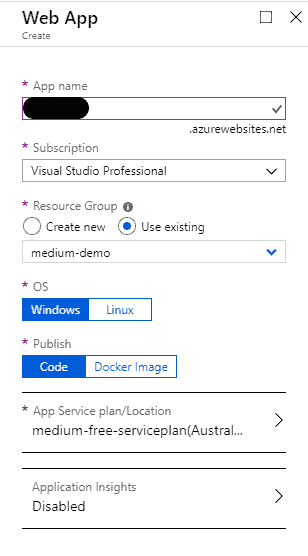 Web App
Create
* App name
.azurewebsites.net
* Subscription
Visual Studio Professional
* Resource Group
Create new Use existing
medium-demo
* OS
Windows Linux
* Publish
Code Docker Image
* App Service plan/Location
medium-free-serviceplan(Austral...
Application Insights
Disabled